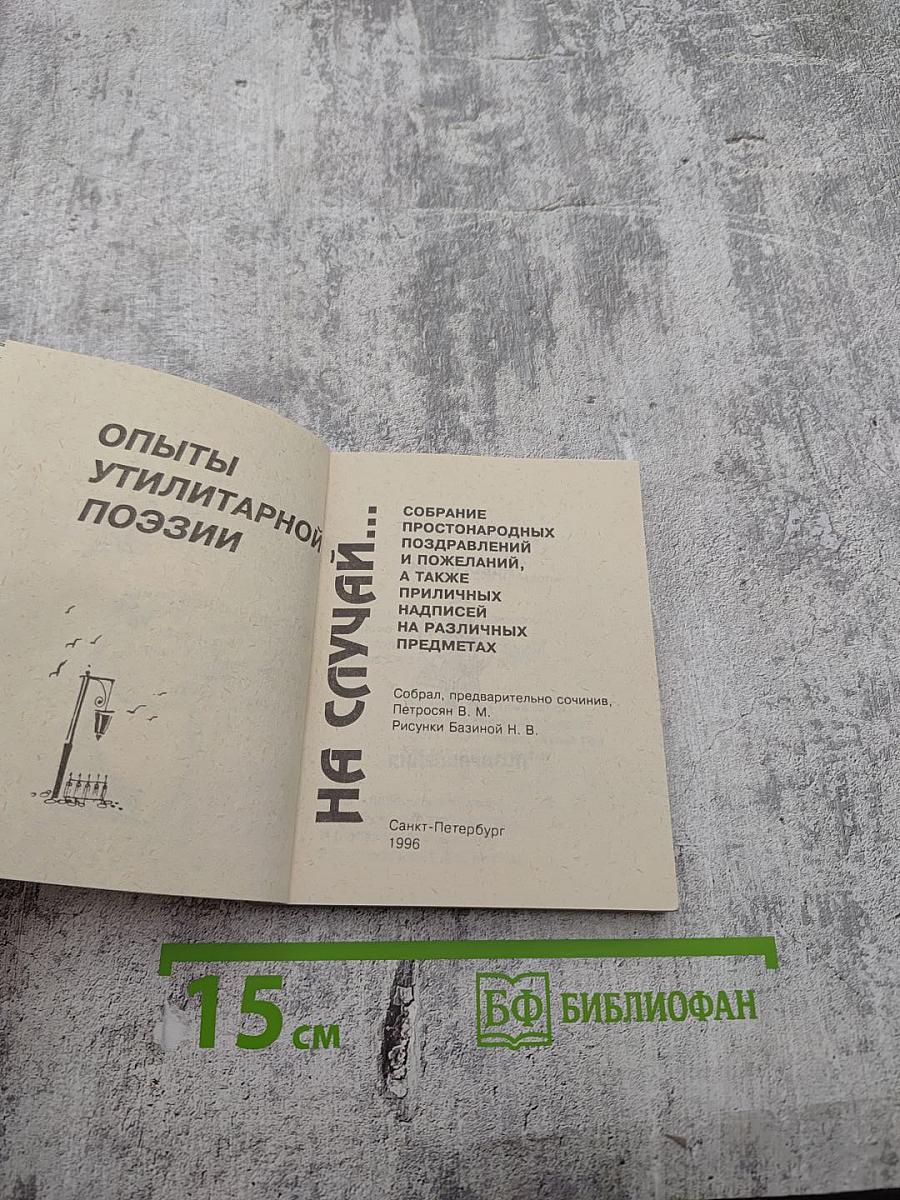 ОПЫТЫ
УТИЛИТАРНОЙ
ПОЭЗИИ
НА СЛУЧАЙ...
СОБРАНИЕ
ПРОСТОНАРОДНЫХ
ПОЗДРАВЛЕНИЙ
И ПОЖЕЛАНИЙ,
А ТАКЖЕ
ПРИЛИЧНЫХ
НАДПИСЕЙ
НА РАЗЛИЧНЫХ
ПРЕДМЕТАХ
Собрал, предварительно сочинив,
Петросян В. М.
Рисунки Базиной Н. В.
Санкт-Петербург
1996
15 см
БФ БИБЛИОФАН